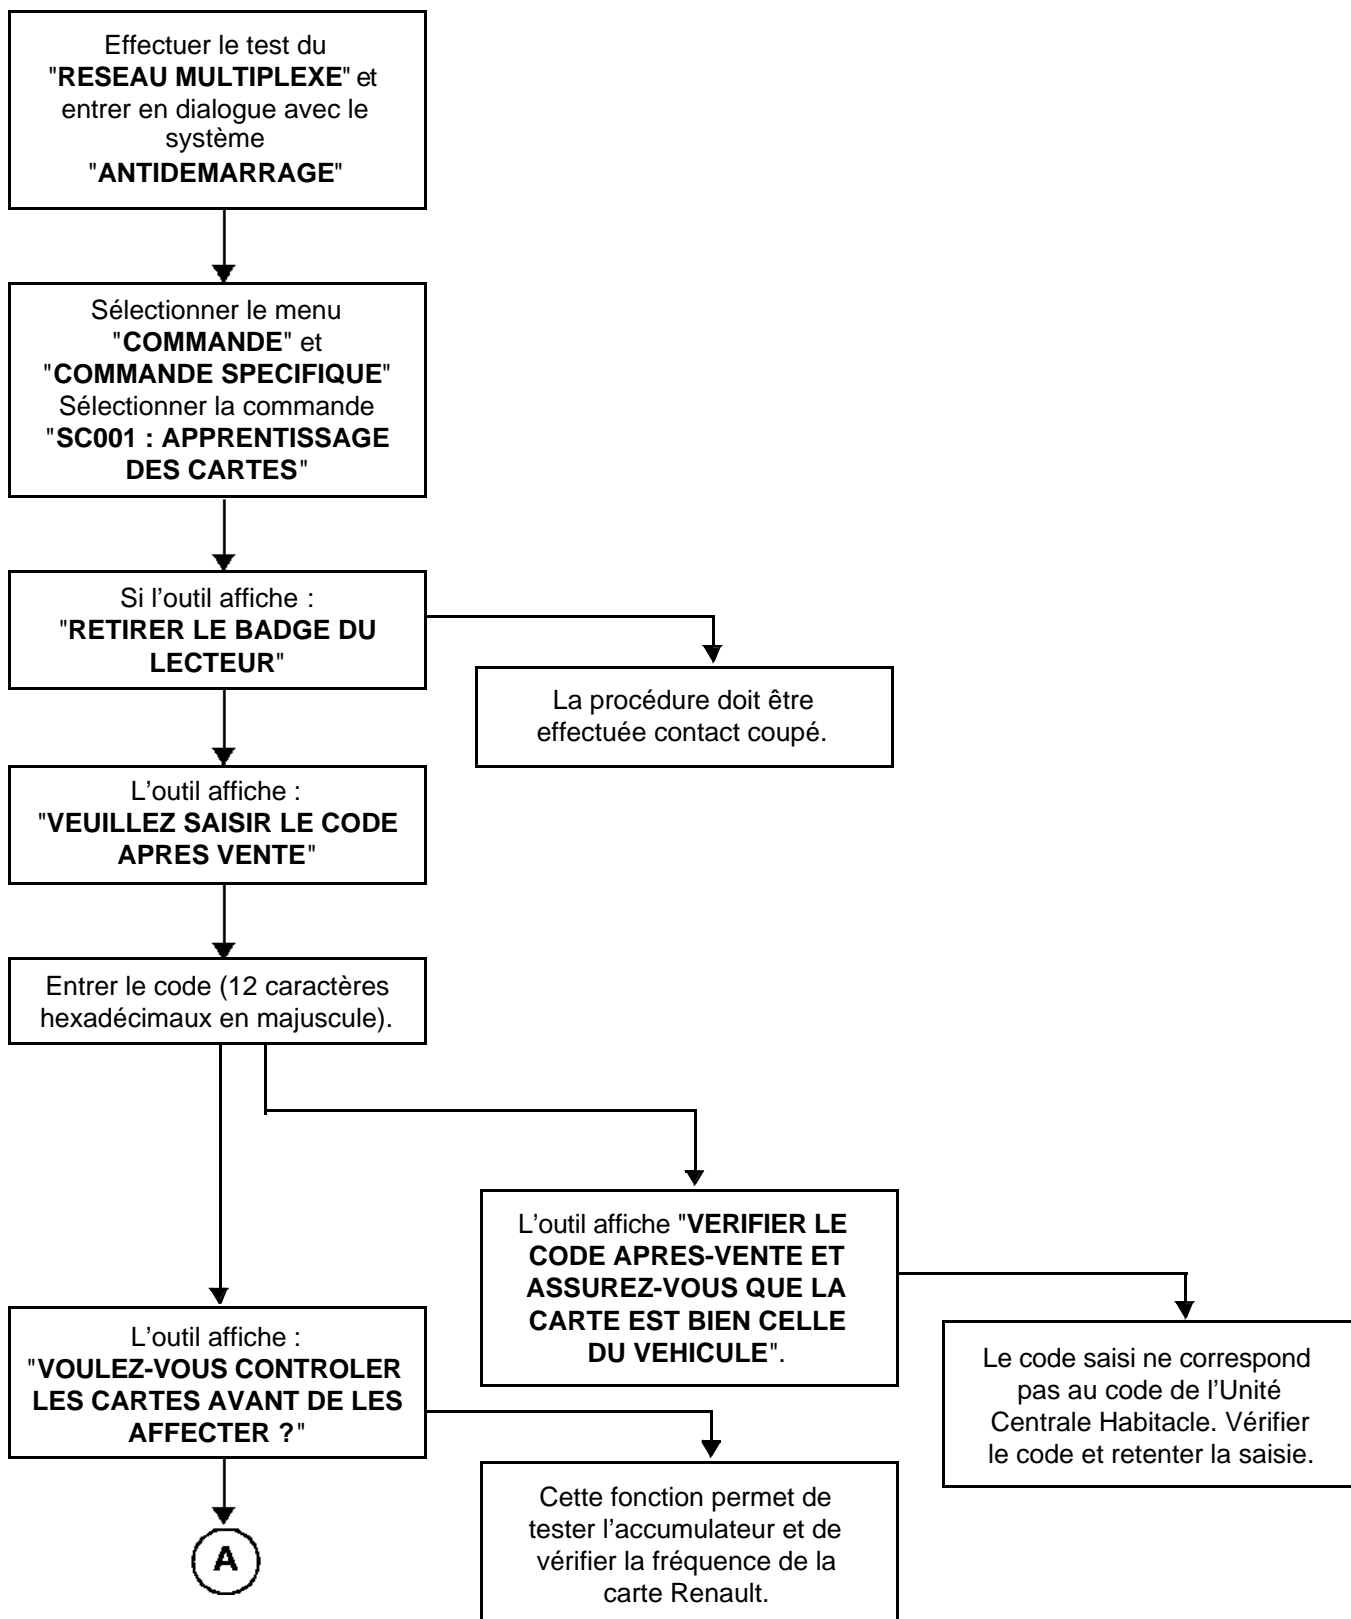 Effectuer le test du
"RESEAU MULTIPLEXE" et
entrer en dialogue avec le
système
"ANTIDEMARRAGE"
Sélectionner le menu
"COMMANDE" et
"COMMANDE SPECIFIQUE"
Sélectionner la commande
"SC001 : APPRENTISSAGE
DES CARTES"
Si l’outil affiche :
"RETIRER LE BADGE DU
LECTEUR"
La procédure doit être
effectuée contact coupé.
L’outil affiche :
"VEUILLEZ SAISIR LE CODE
APRES VENTE"
Entrer le code (12 caractères
hexadécimaux en majuscule).
L’outil affiche "VERIFIER LE
CODE APRES-VENTE ET
ASSUREZ-VOUS QUE LA
CARTE EST BIEN CELLE
DU VEHICULE".
Le code saisi ne correspond
pas au code de l’Unité
Centrale Habitacle. Vérifier
le code et retenter la saisie.
L’outil affiche :
"VOULEZ-VOUS CONTROLER
LES CARTES AVANT DE LES
AFFECTER ?"
Cette fonction permet de
tester l’accumulateur et de
vérifier la fréquence de la
carte Renault.
A